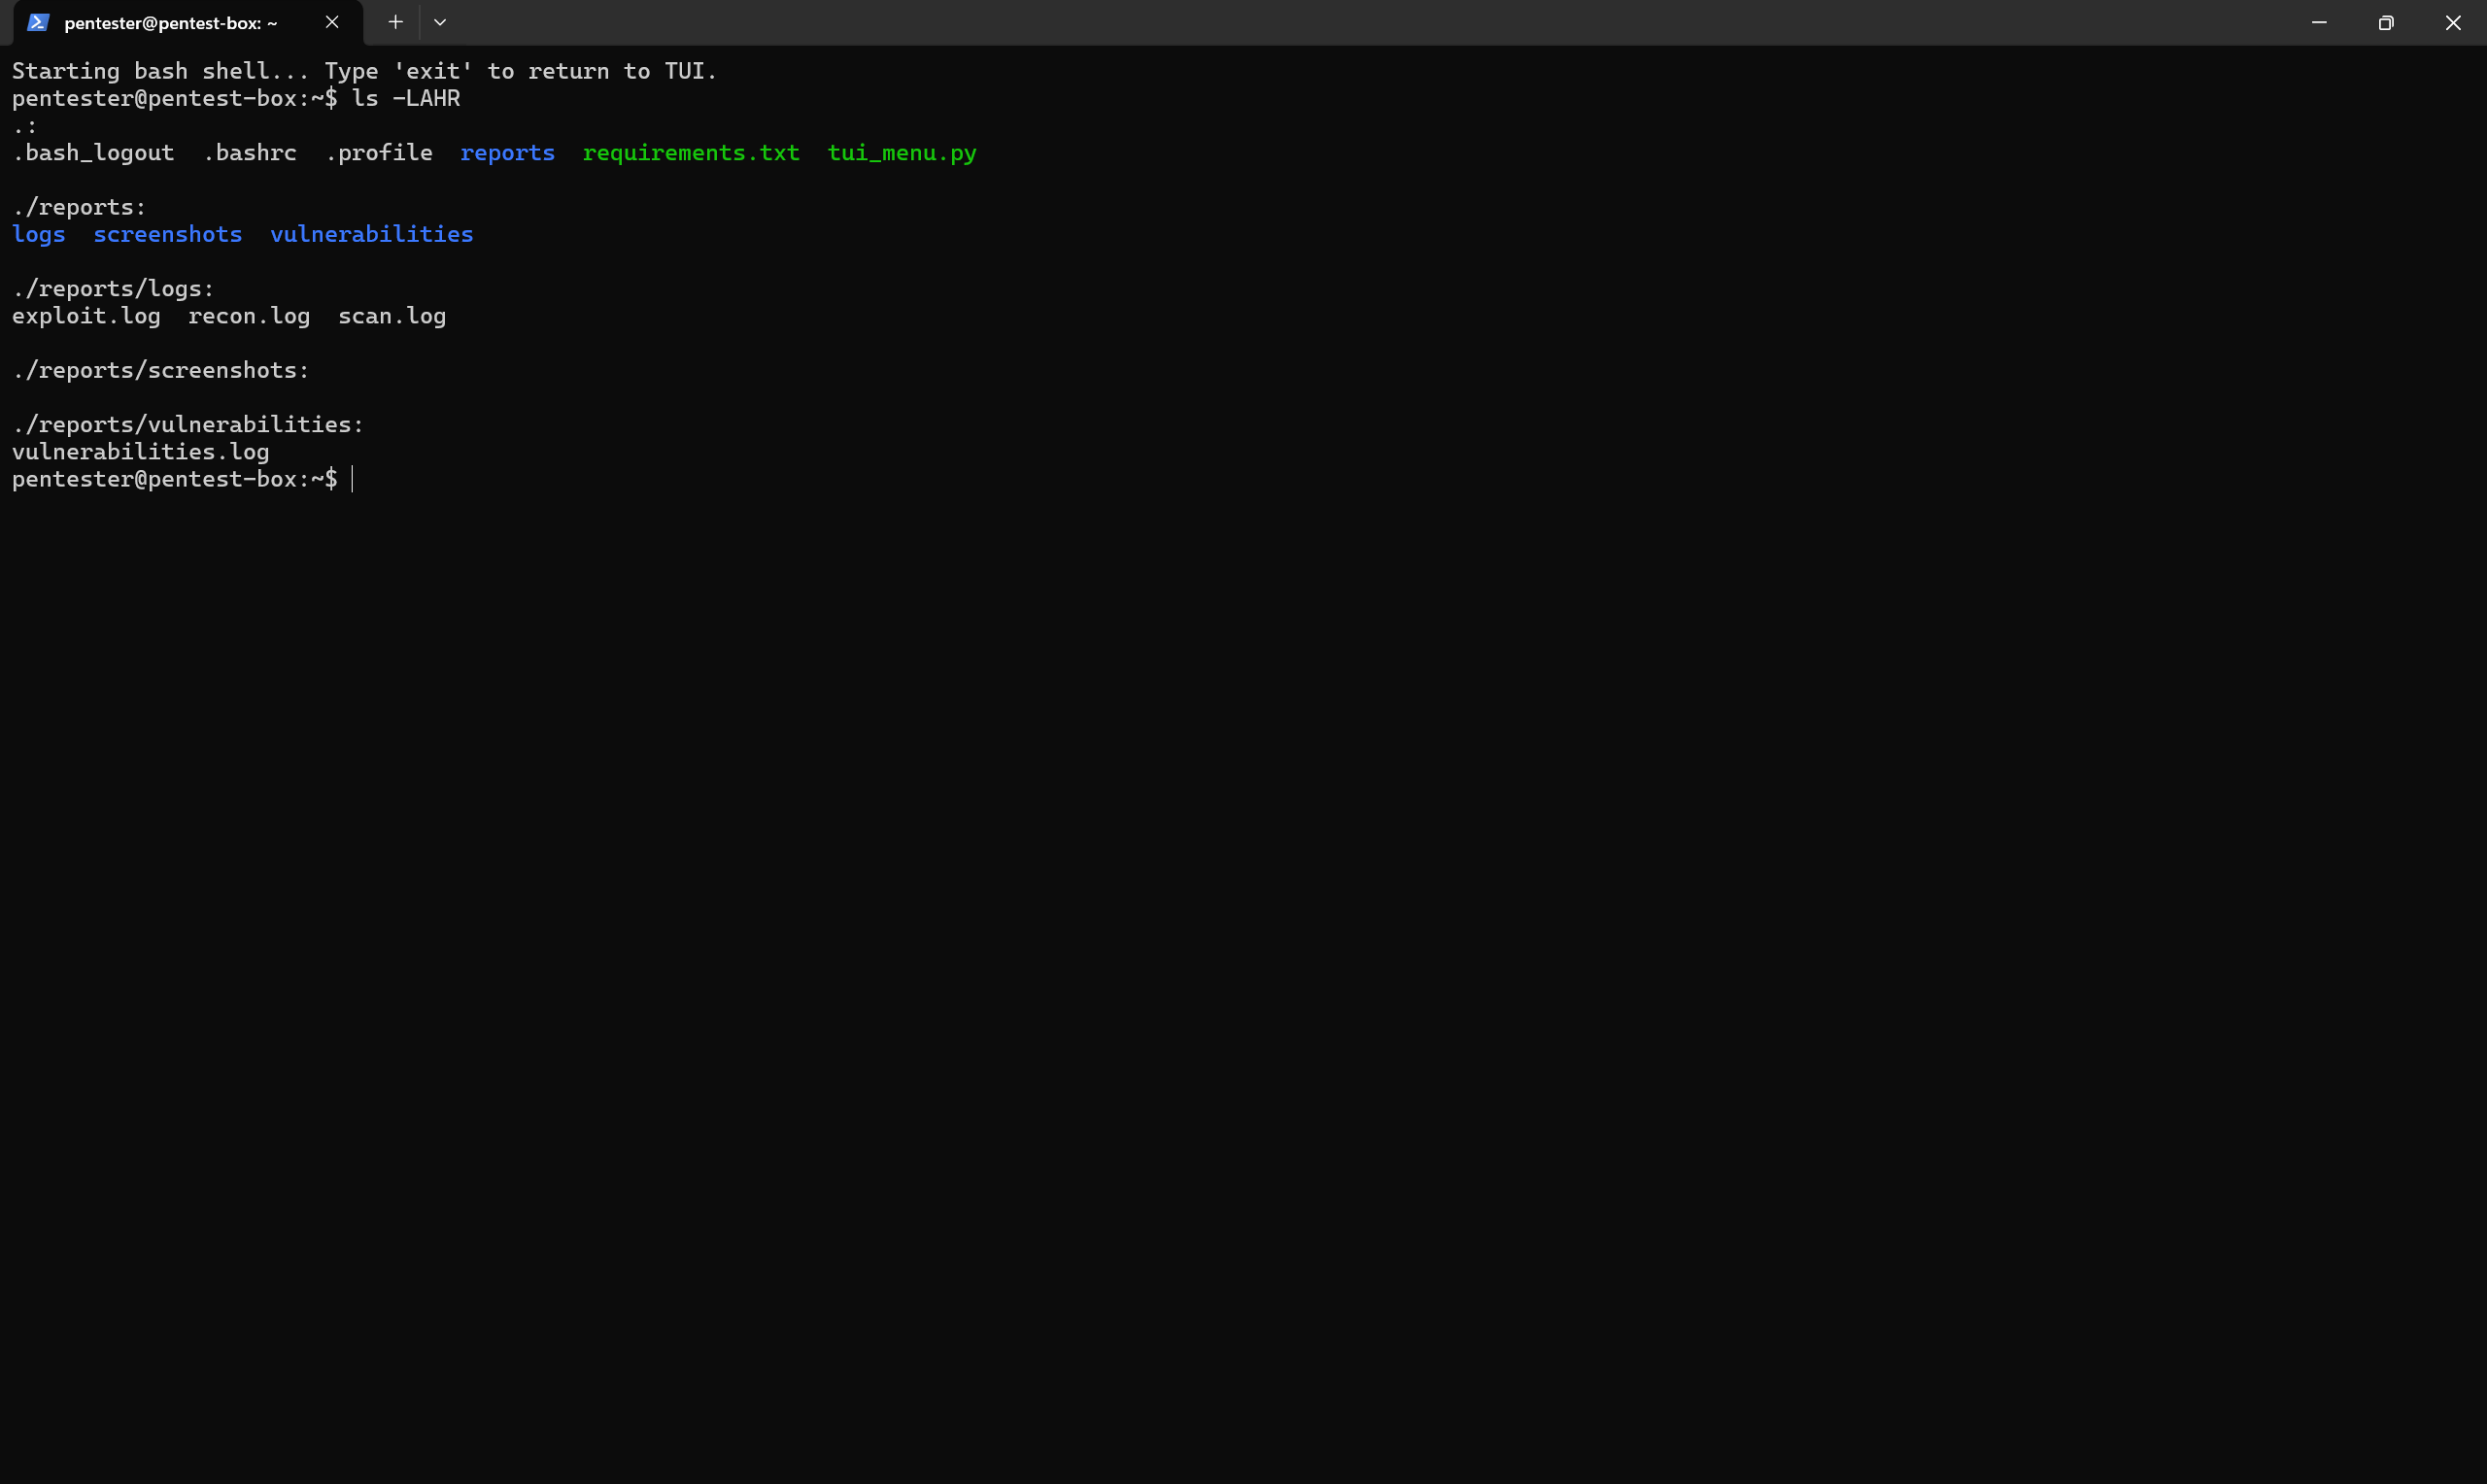 pentester@pentest-box: ~
Starting bash shell... Type 'exit' to return to TUI.
pentester@pentest-box:~$ ls -LAHR
.:
.bash_logout  .bashrc  .profile  reports  requirements.txt  tui_menu.py
./reports:
logs  screenshots  vulnerabilities
./reports/logs:
exploit.log  recon.log  scan.log
./reports/screenshots:
./reports/vulnerabilities:
vulnerabilities.log
pentester@pentest-box:~$